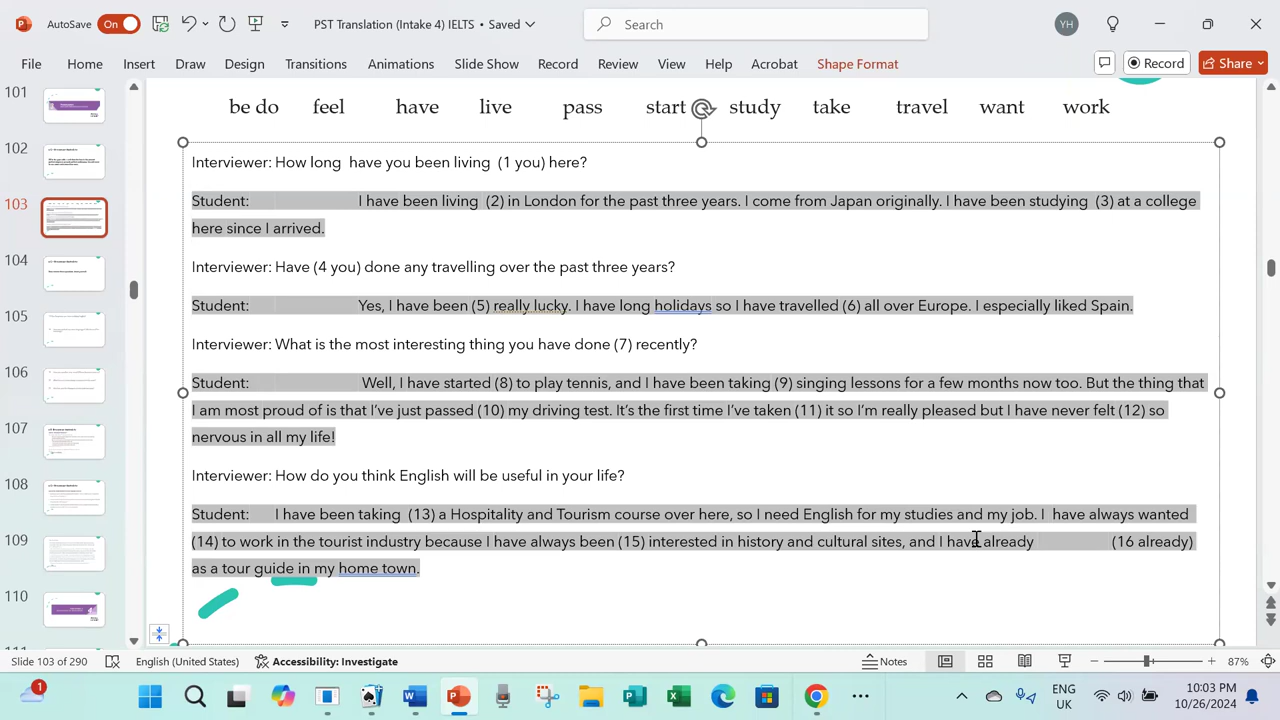 AutoSave On PST Translation (Intake 4) IELTS • Saved Search YH
File Home Insert Draw Design Transitions Animations Slide Show Record Review View Help Acrobat Shape Format Record Share
101
102
103
104
105
106
107
108
109
110
be do feel have live pass start study take travel want work
Interviewer: How long have you been living (1 you) here?
Student: I have been living (2) in London for the past three years. I come from Japan originally. I have been studying (3) at a college
here since I arrived.
Interviewer: Have (4 you) done any travelling over the past three years?
Student: Yes, I have been (5) really lucky. I have long holidays so I have travelled (6) all over Europe. I especially liked Spain.
Interviewer: What is the most interesting thing you have done (7) recently?
Student: Well, I have started (8) to play tennis, and I have been taking (9) singing lessons for a few months now too. But the thing that
I am most proud of is that I've just passed (10) my driving test. It's the first time I've taken (11) it so I'm really pleased but I have never felt (12) so
nervous in all my life!
Interviewer: How do you think English will be useful in your life?
Student: I have been taking (13) a Hospitality and Tourism course over here, so I need English for my studies and my job. I have always wanted
(14) to work in the tourist industry because I have always been (15) interested in history and cultural sites, and I have already (16 already)
as a tour guide in my home town.
Slide 103 of 290 English (United States) Accessibility: Investigate Notes 87%
1 ENG 10:03 PM
UK 10/26/2024